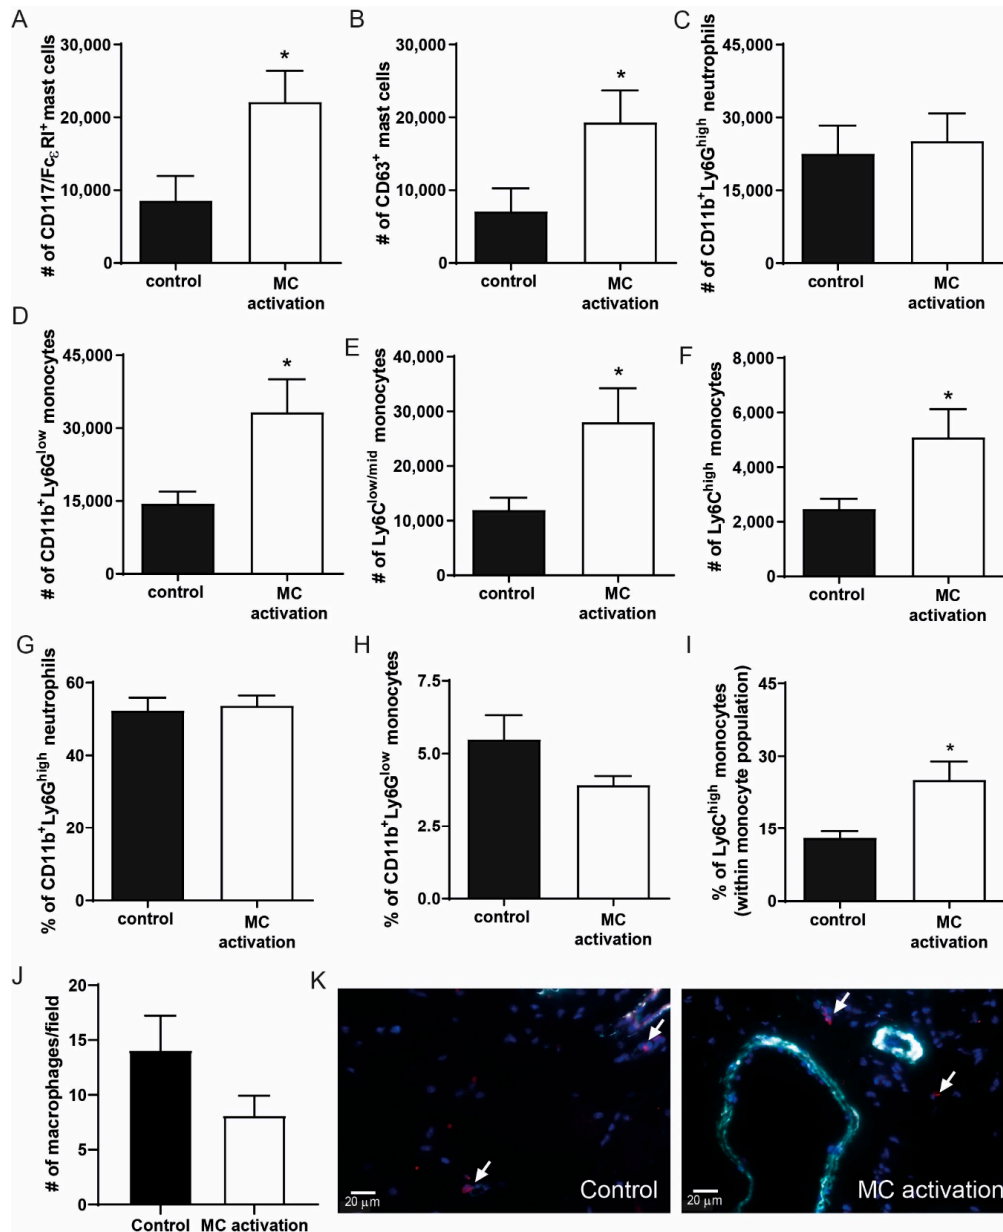 A
# of CD117/FcεRI⁺ mast cells
30,000
20,000
10,000
0
*
control
MC
activation
B
# of CD63⁺ mast cells
30,000
20,000
10,000
0
*
control
MC
activation
C
# of CD11b⁺Ly6Gʰⁱᵍʰ neutrophils
45,000
30,000
15,000
0
control
MC
activation
D
# of CD11b⁺Ly6Gˡᵒʷ monocytes
45,000
30,000
15,000
0
*
control
MC
activation
E
# of Ly6Cˡᵒʷ/ᵐⁱᵈ monocytes
40,000
30,000
20,000
10,000
0
*
control
MC
activation
F
# of Ly6Cʰⁱᵍʰ monocytes
8,000
6,000
4,000
2,000
0
*
control
MC
activation
G
% of CD11b⁺Ly6Gʰⁱᵍʰ neutrophils
60
40
20
0
control
MC
activation
H
% of CD11b⁺Ly6Gˡᵒʷ monocytes
7.5
5.0
2.5
0.0
control
MC
activation
I
% of Ly6Cʰⁱᵍʰ monocytes
(within monocyte population)
45
30
15
0
*
control
MC
activation
J
# of macrophages/field
20
15
10
5
0
Control
MC activation
K
20 μm
Control
20 μm
MC activation